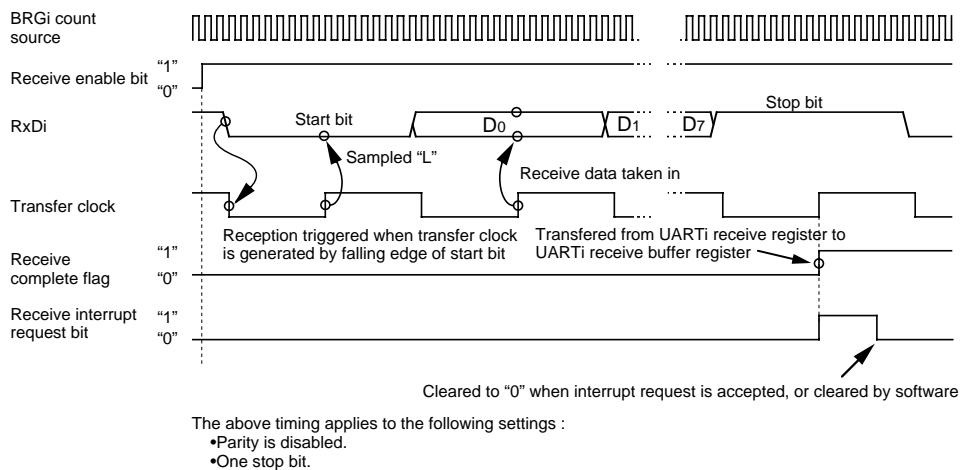 BRGi count
source
Receive enable bit
“1”
“0”
RxDi
Start bit
D0
D1
D7
Stop bit
Sampled “L”
Receive data taken in
Transfer clock
Reception triggered when transfer clock
is generated by falling edge of start bit
Transfered from UARTi receive register to
UARTi receive buffer register
Receive
complete flag
“1”
“0”
Receive interrupt
request bit
“1”
“0”
Cleared to “0” when interrupt request is accepted, or cleared by software
The above timing applies to the following settings :
•Parity is disabled.
•One stop bit.